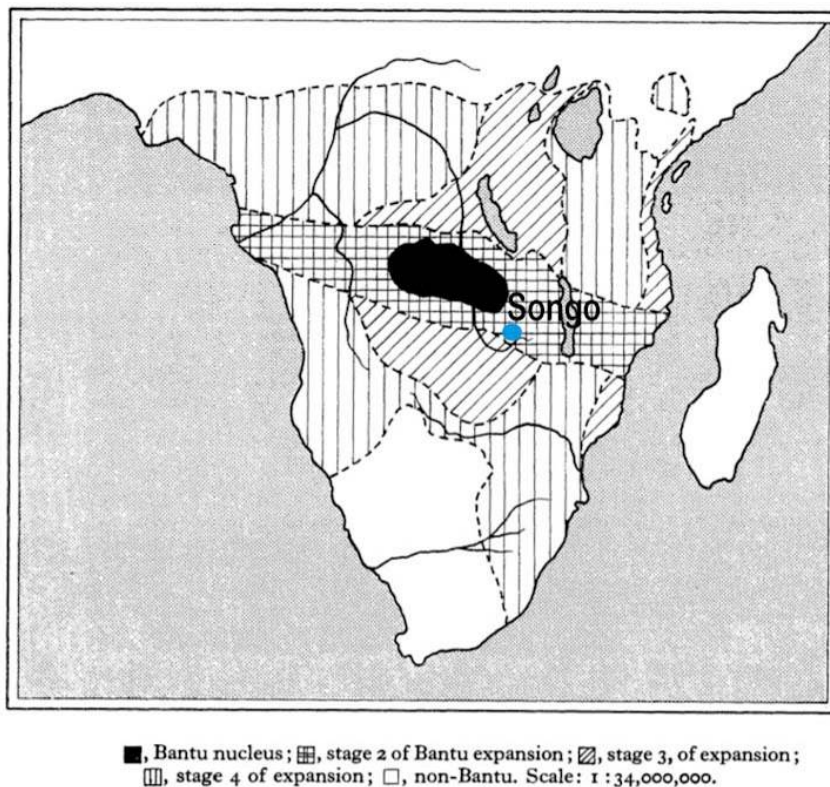 Songo
■, Bantu nucleus; ▦, stage 2 of Bantu expansion; ▨, stage 3, of expansion;
▥, stage 4 of expansion; □, non-Bantu. Scale: 1:34,000,000.